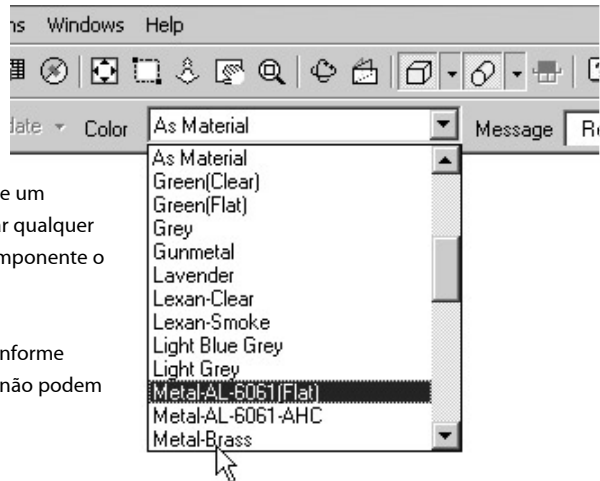 ns Windows Help
date Color As Material Message Re
As Material
Green(Clear)
Green(Flat)
Grey
Gunmetal
Lavender
Lexan-Clear
Lexan-Smoke
Light Blue Grey
Light Grey
Metal-AL-6061(Flat)
Metal-AL-6061-AHC
Metal-Brass
e um
ar qualquer
mponente o
nforme
não podem